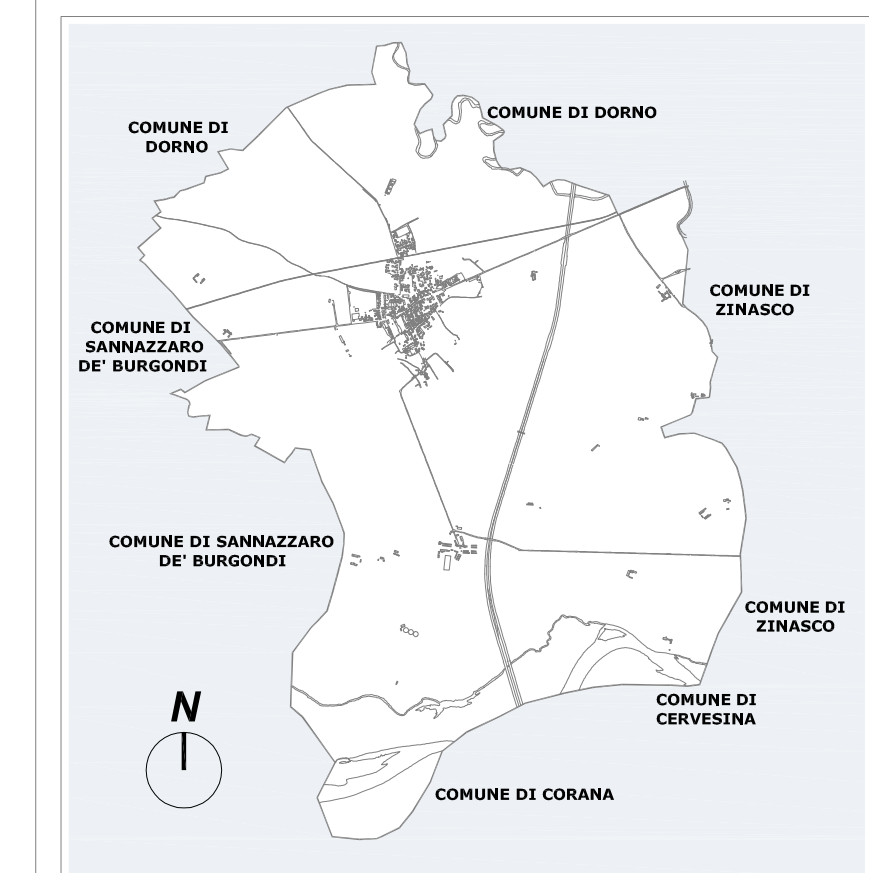 COMUNE DI DORNO
COMUNE DI
DORNO
COMUNE DI
ZINASCO
COMUNE DI
SANNAZZARO
DE' BURGONDI
COMUNE DI SANNAZZARO
DE' BURGONDI
COMUNE DI
ZINASCO
N
COMUNE DI
CERVESINA
COMUNE DI CORANA